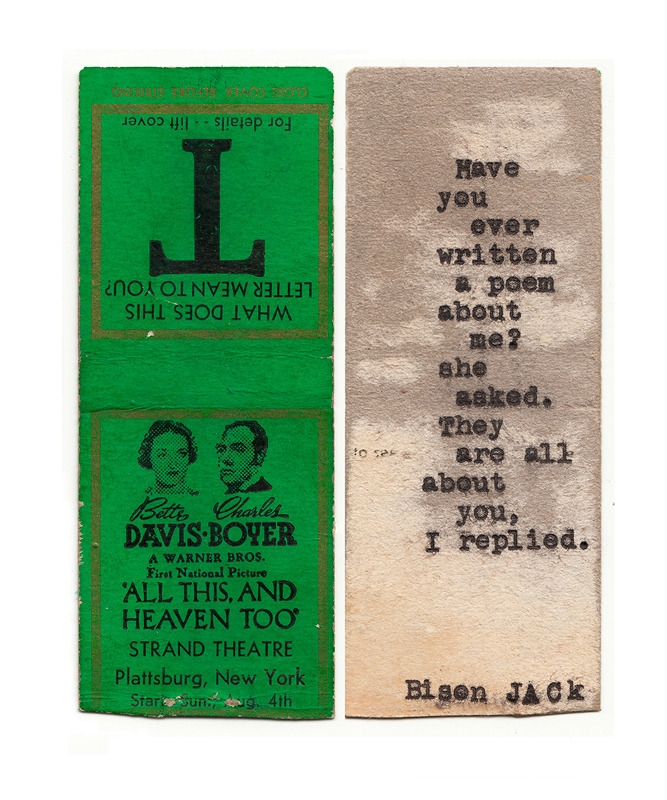 WHAT DOES THIS
LETTER MEAN TO YOU?
T
For details - - lift cover
CLOSE COVER BEFORE STRIKING
Bette Charles
DAVIS·BOYER
A WARNER BROS.
First National Picture
'ALL THIS, AND
HEAVEN TOO'
STRAND THEATRE
Plattsburg, New York
Starts Sun., Aug. 4th
Have
you
ever
written
a poem
about
me?
she
asked.
They
are all
about
you,
I replied.
Bison JACk